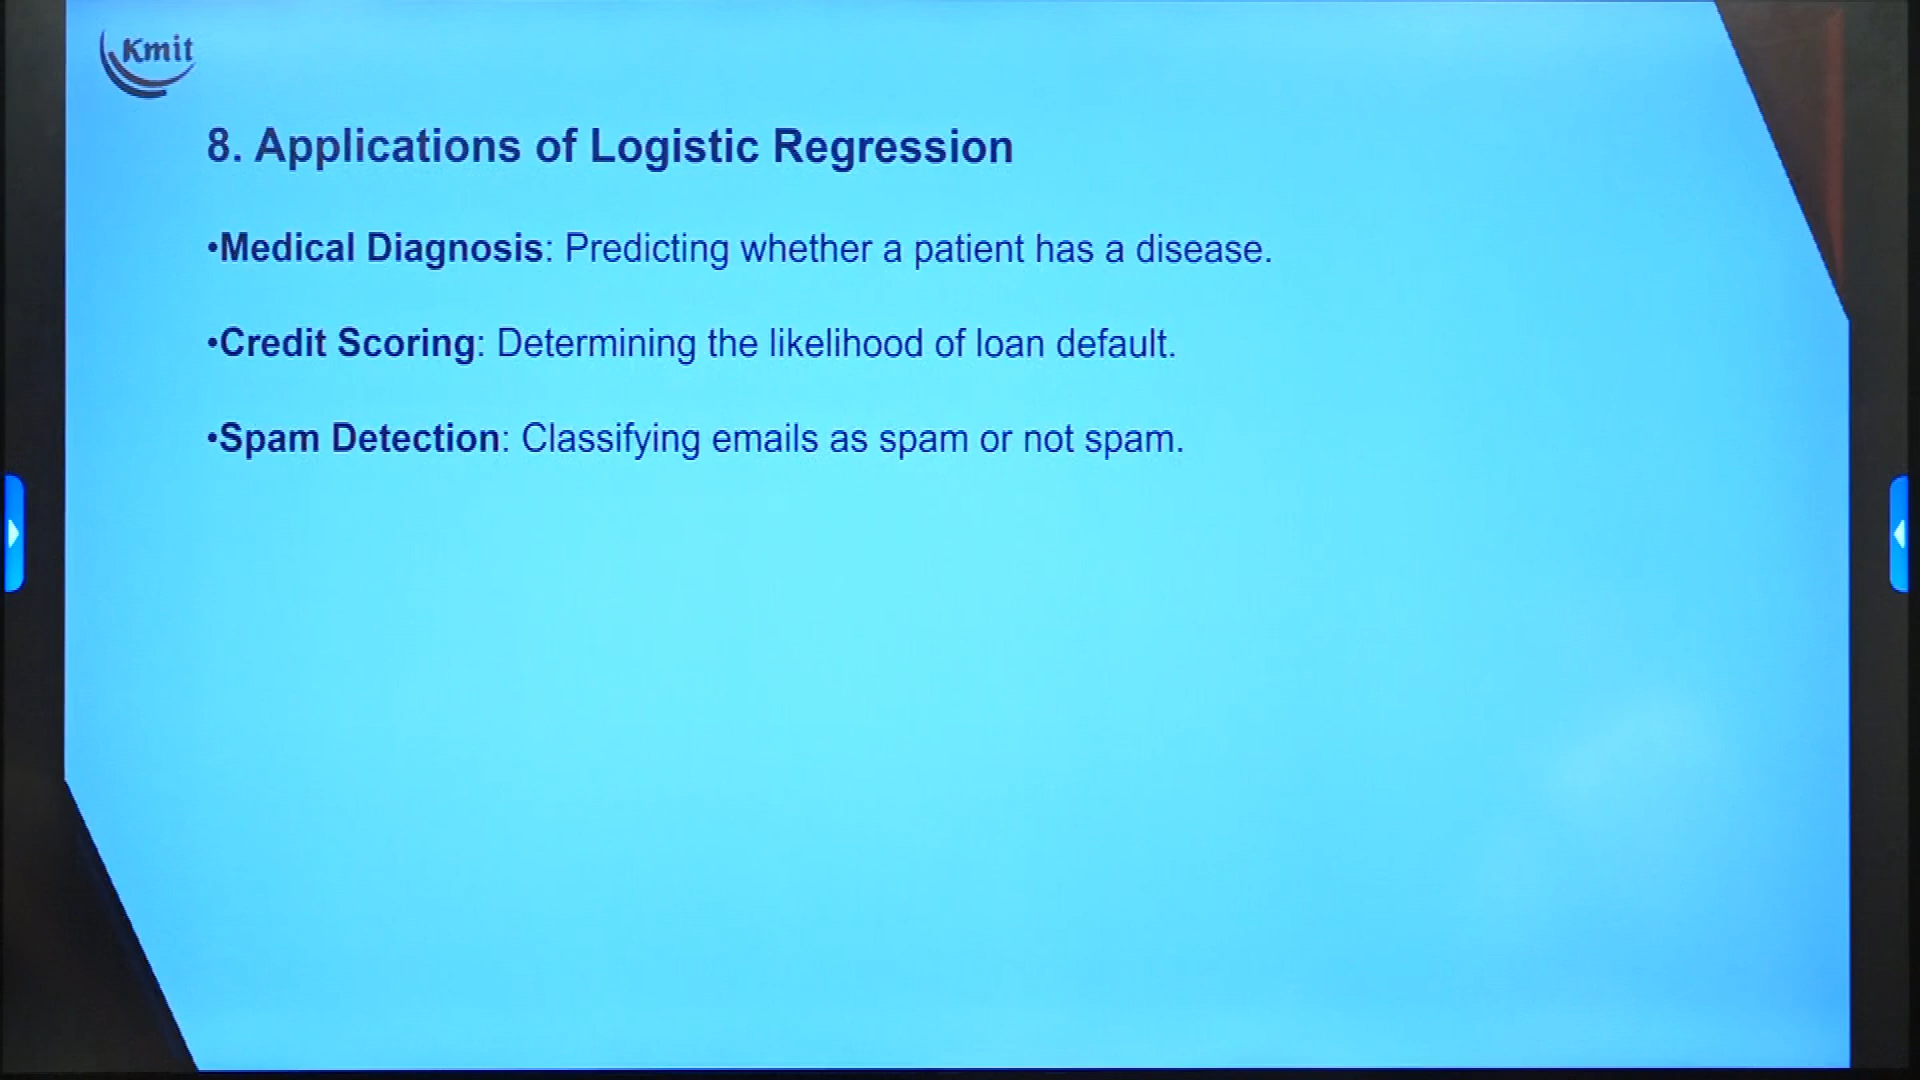 Kmit
8. Applications of Logistic Regression
•Medical Diagnosis: Predicting whether a patient has a disease.
•Credit Scoring: Determining the likelihood of loan default.
•Spam Detection: Classifying emails as spam or not spam.